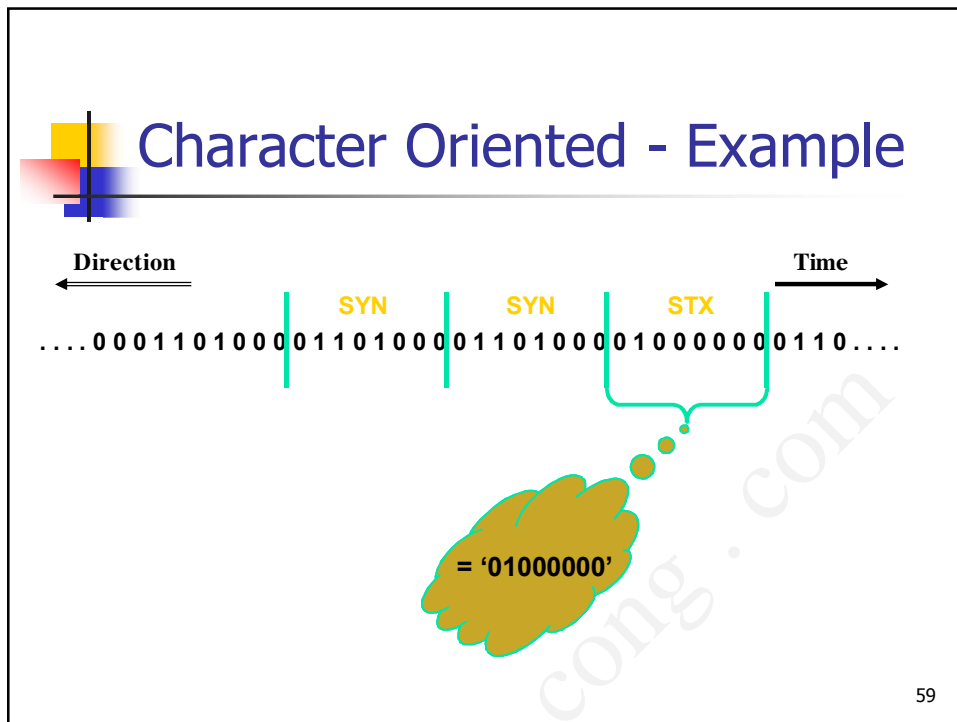 Character Oriented - Example
Direction
Time
SYN SYN STX
. . . . 0 0 0 1 1 0 1 0 0 0 0 1 1 0 1 0 0 0 0 1 1 0 1 0 0 0 0 1 0 0 0 0 0 0 0 1 1 0 . . . .
= ‘01000000’
cong . com
59